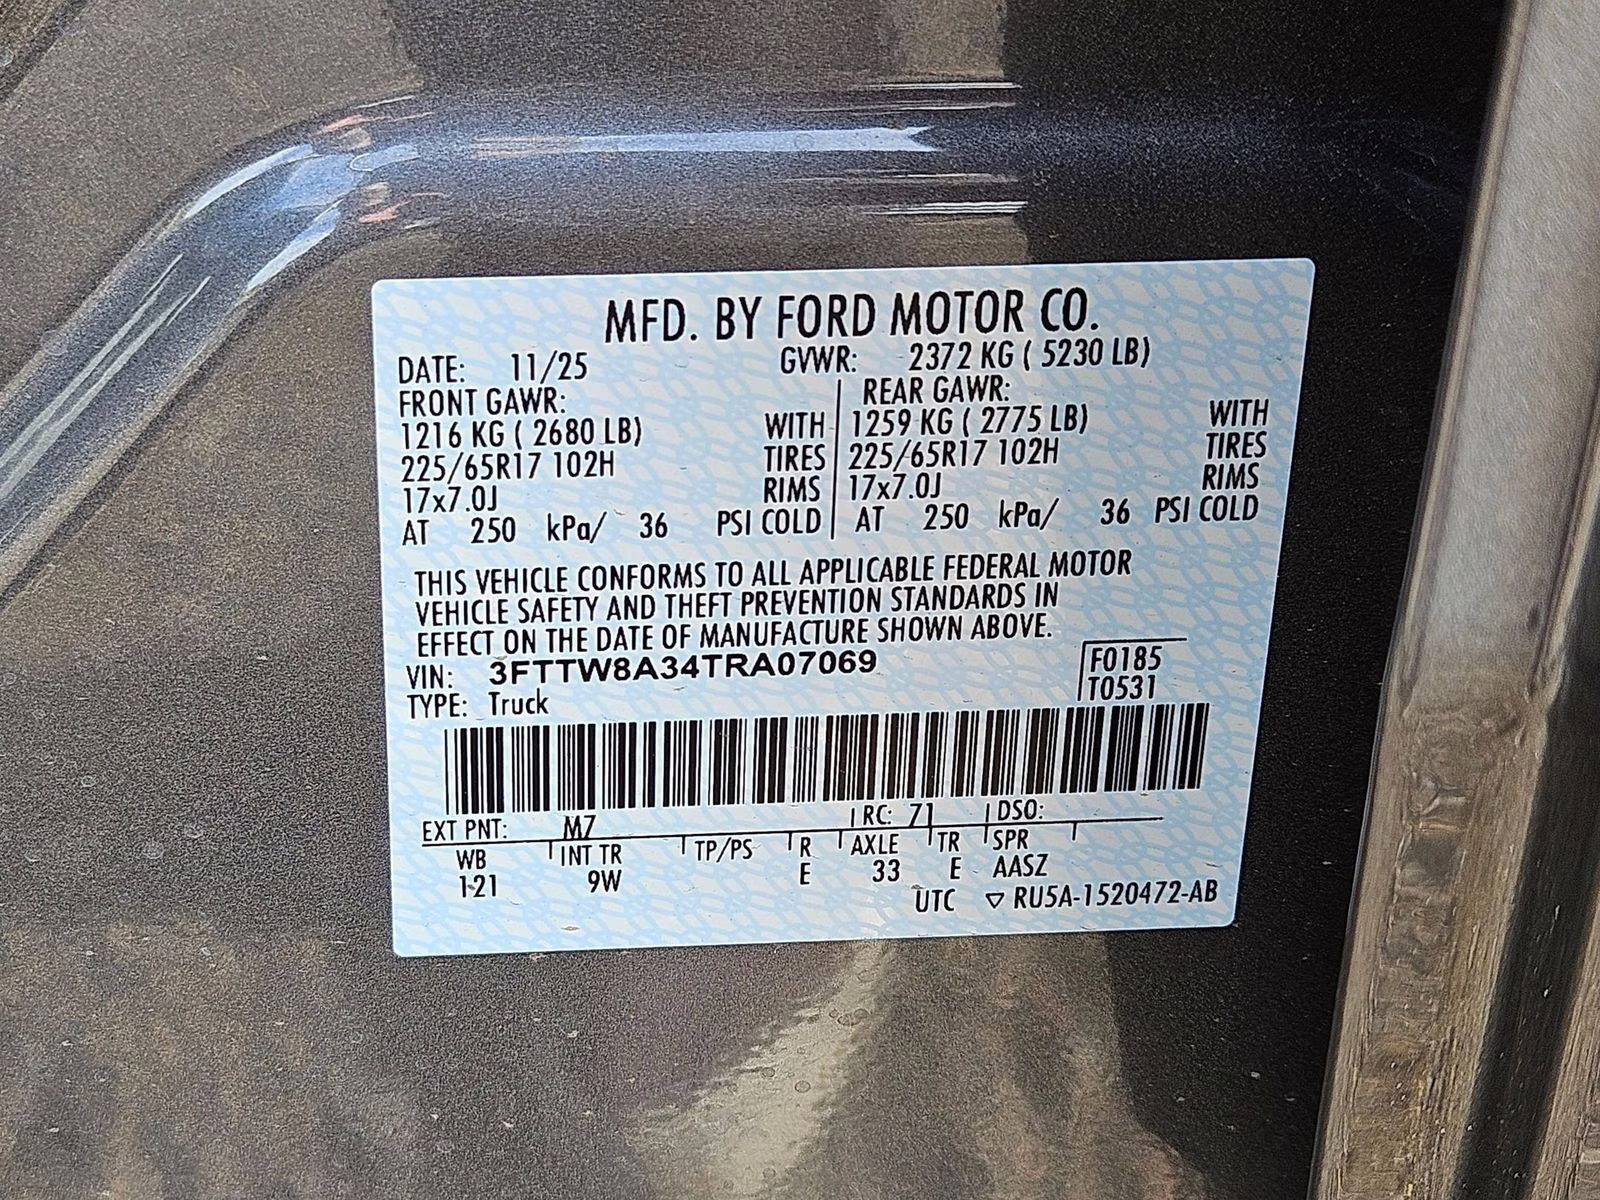 MFD. BY FORD MOTOR CO.
DATE: 11/25 GVWR: 2372 KG ( 5230 LB)
FRONT GAWR: REAR GAWR:
1216 KG ( 2680 LB) WITH 1259 KG ( 2775 LB) WITH
225/65R17 102H TIRES 225/65R17 102H TIRES
17x7.0J RIMS 17x7.0J RIMS
AT 250 kPa/ 36 PSI COLD AT 250 kPa/ 36 PSI COLD
THIS VEHICLE CONFORMS TO ALL APPLICABLE FEDERAL MOTOR
VEHICLE SAFETY AND THEFT PREVENTION STANDARDS IN
EFFECT ON THE DATE OF MANUFACTURE SHOWN ABOVE.
VIN: 3FTTW8A34TRA07069 F0185
TYPE: Truck T0531
EXT PNT: M7 RC: 71 DSO:
WB INT TR TP/PS R AXLE TR SPR
121 9W E 33 E AASZ
UTC ▽ RU5A-1520472-AB